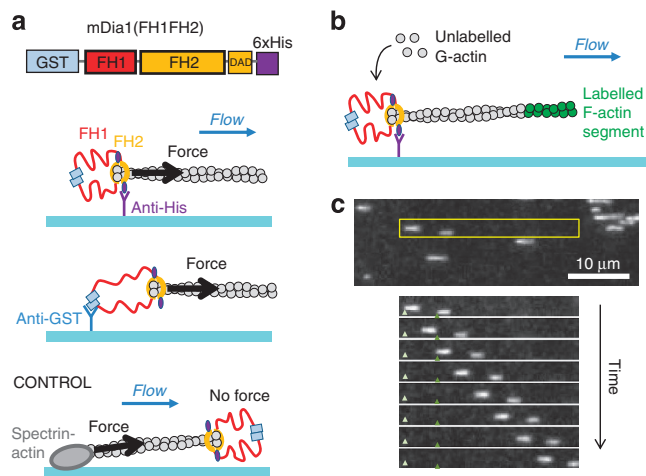 a
mDia1(FH1FH2)
6xHis
GST
FH1
FH2
DAD
Flow
FH1
FH2
Force
Anti-His
Force
Anti-GST
CONTROL
Flow
No force
Force
Spectrin-
actin
b
Unlabelled
G-actin
Flow
Labelled
F-actin
segment
c
10 μm
Time